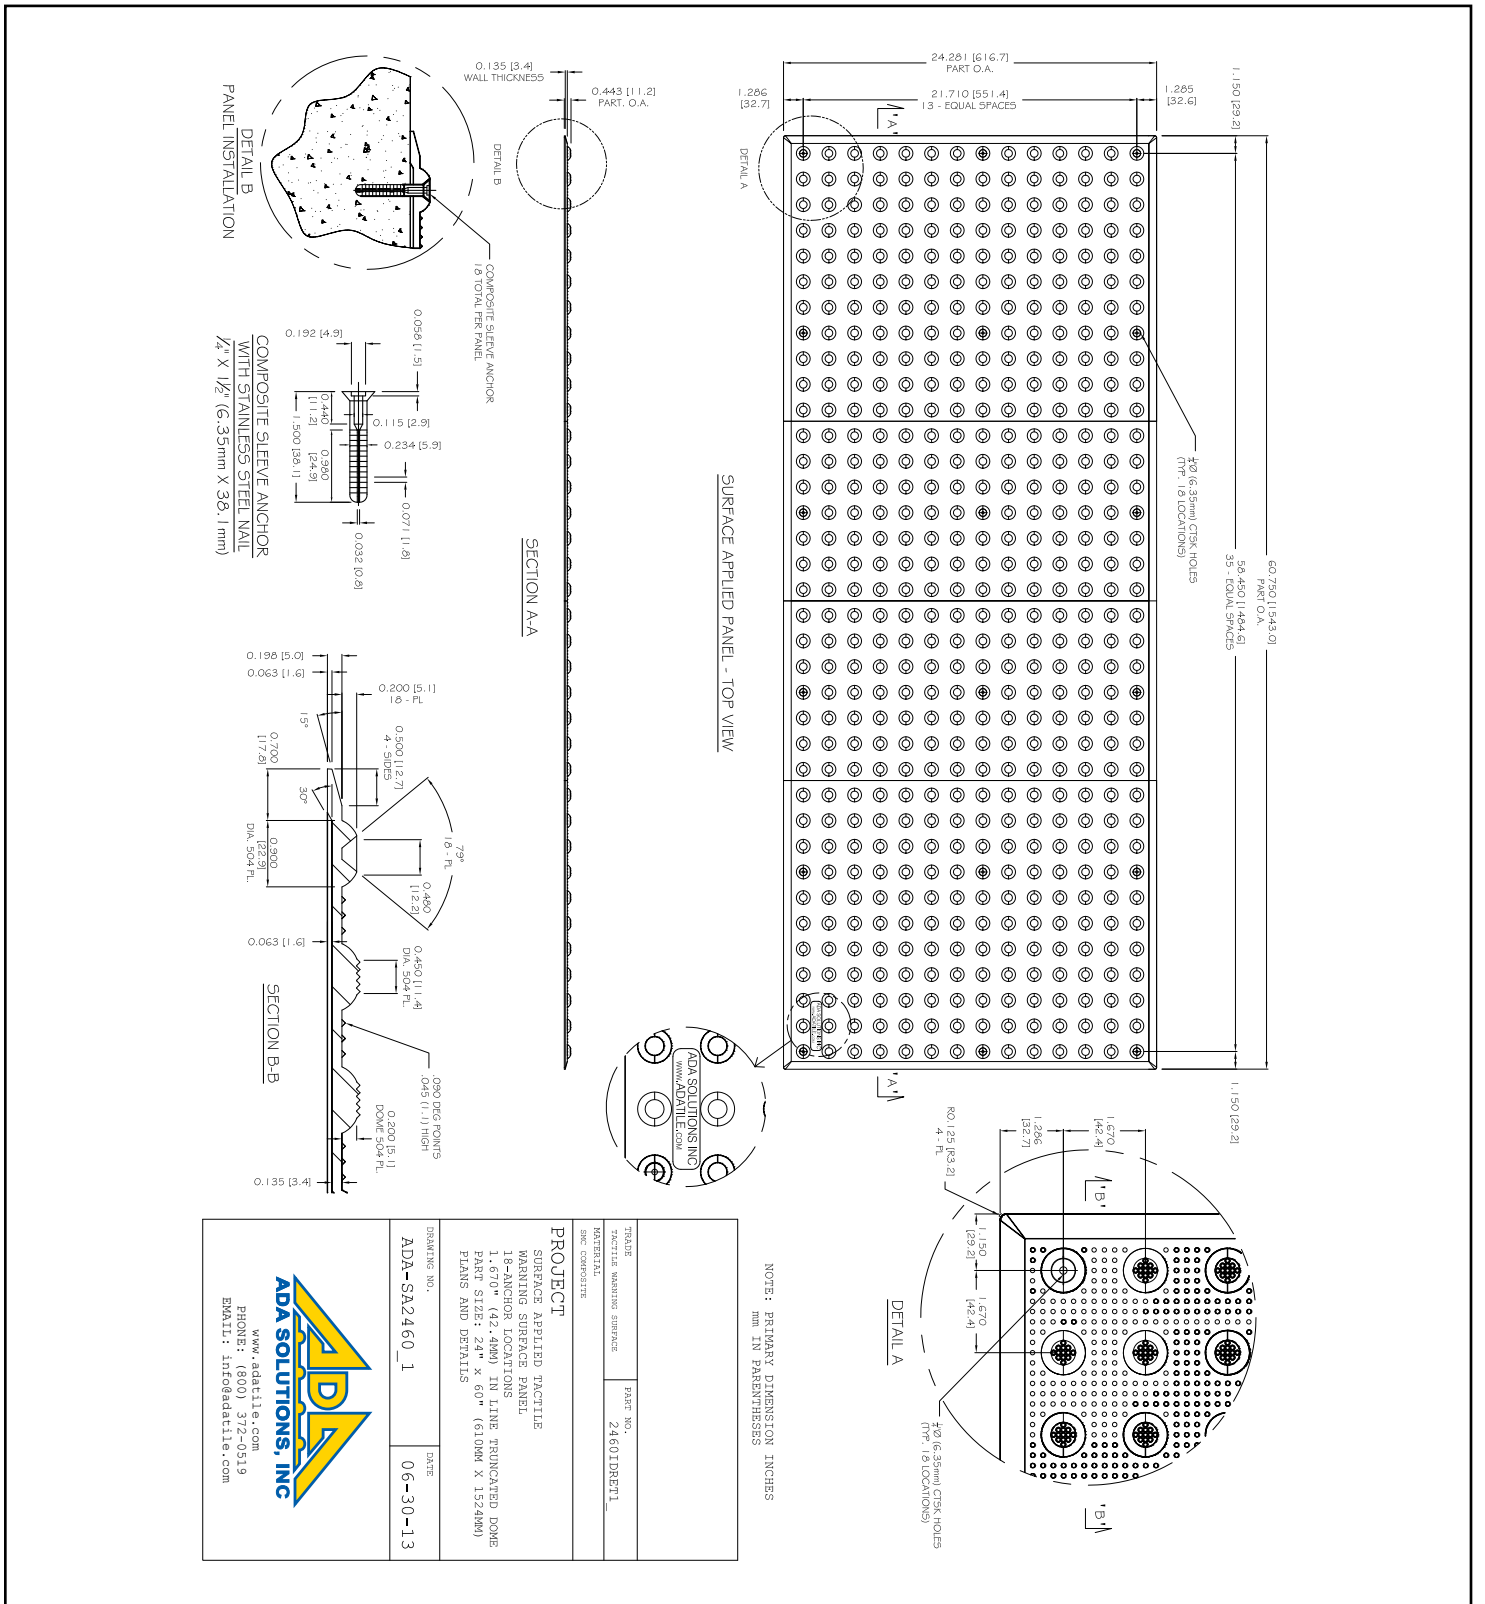 24.281 [616.7]
PART O.A.
21.710 [551.4]
13 - EQUAL SPACES
1.286
[32.7]
1.285
[32.6]
1.150 [29.2]
"A"
DETAIL A
60.750 [1543.0]
PART O.A.
58.450 [1484.6]
35 - EQUAL SPACES
¼"Ø (6.35mm) CTSK HOLES
(TYP. 18 LOCATIONS)
1.150 [29.2]
"A"
ADA SOLUTIONS INC
www.ADATILE.COM
SURFACE APPLIED PANEL - TOP VIEW
0.135 [3.4]
WALL THICKNESS
0.443 [11.2]
PART. O.A.
DETAIL B
SECTION A-A
DETAIL B
PANEL INSTALLATION
COMPOSITE SLEEVE ANCHOR
18 TOTAL PER PANEL
0.192 [4.9]
0.058 [1.5]
0.115 [2.9]
0.234 [5.9]
0.440
[11.2]
0.980
[24.9]
1.500 [38.1]
0.071 [1.8]
0.032 [0.8]
COMPOSITE SLEEVE ANCHOR
WITH STAINLESS STEEL NAIL
¼" X 1½" (6.35mm X 38.1mm)
0.198 [5.0]
0.063 [1.6]
0.200 [5.1]
18 - PL
15°
0.700
[17.8]
0.500 [12.7]
4 - SIDES
30°
0.900
[22.9]
DIA. 504 PL.
79°
18 - PL
0.480
[12.2]
0.063 [1.6]
0.450 [11.4]
DIA. 504 PL.
.090 DEG POINTS
.045 (1.1) HIGH
0.200 [5.1]
DOME 504 PL.
0.135 [3.4]
SECTION B-B
ADA SOLUTIONS INC
www.ADATILE.COM
1.670
[42.4]
1.286
[32.7]
R0.125 [R3.2]
4 - PL
1.150
[29.2]
1.670
[42.4]
"B"
"B"
¼"Ø (6.35mm) CTSK HOLES
(TYP. 18 LOCATIONS)
DETAIL A
NOTE: PRIMARY DIMENSION INCHES
mm IN PARENTHESES
TRADE
TACTILE WARNING SURFACE
PART NO.
2460IDRET1_
MATERIAL
SMC COMPOSITE
PROJECT
SURFACE APPLIED TACTILE
WARNING SURFACE PANEL
18-ANCHOR LOCATIONS
1.670" (42.4MM) IN LINE TRUNCATED DOME
PART SIZE: 24" x 60" (610MM X 1524MM)
PLANS AND DETAILS
DRAWING NO.
ADA-SA2460_1
DATE
06-30-13
ADA
ADA SOLUTIONS, INC
www.adatile.com
PHONE: (800) 372-0519
EMAIL: info@adatile.com